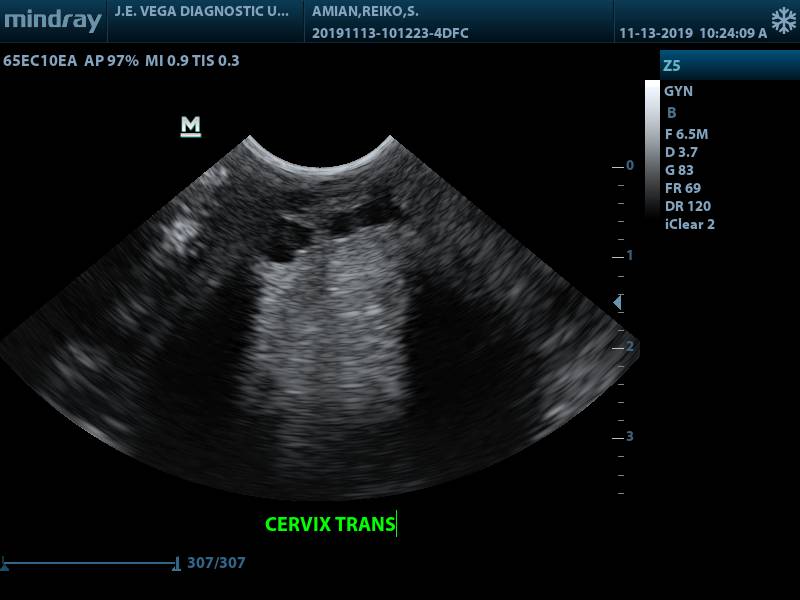 mindray
J.E. VEGA DIAGNOSTIC U...
AMIAN,REIKO,S.
20191113-101223-4DFC
11-13-2019 10:24:09 A
65EC10EA AP 97% MI 0.9 TIS 0.3
Z5
GYN
B
F 6.5M
D 3.7
G 83
FR 69
DR 120
iClear 2
M
0
1
2
3
CERVIX TRANS
307/307